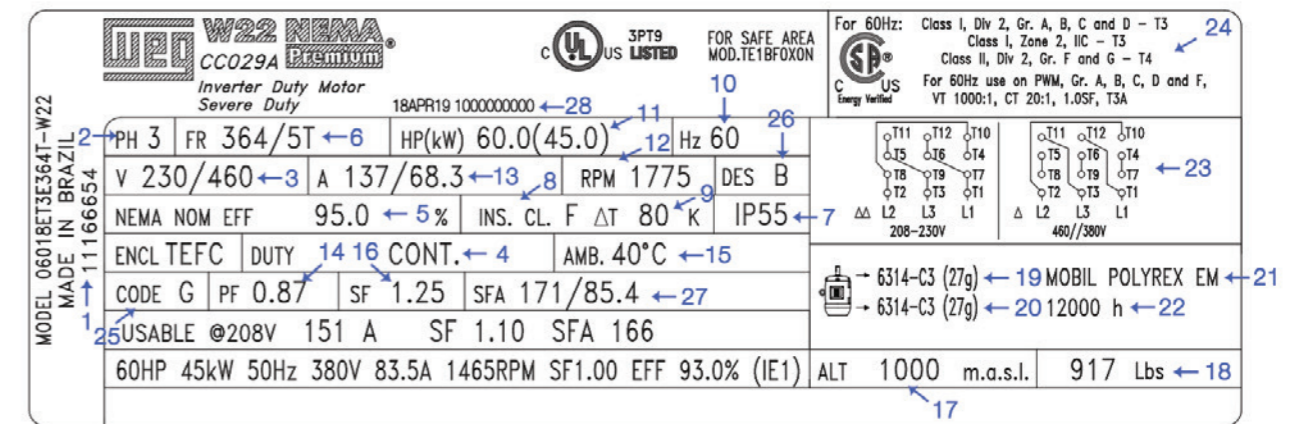 WEG W22 NEMA Premium®
CC029A
Inverter Duty Motor
Severe Duty
18APR19 1000000000 ← 28
C UL US 3PT9 LISTED
FOR SAFE AREA
MOD.TE1BFOXON
For 60Hz: Class I, Div 2, Gr. A, B, C and D - T3
Class I, Zone 2, IIC - T3
Class II, Div 2, Gr. F and G - T4
For 60Hz use on PWM, Gr. A, B, C, D and F,
VT 1000:1, CT 20:1, 1.0SF, T3A
C SA® US
Energy Verified
24
MODEL 06018ET3E364T-W22
MADE IN BRAZIL
11166654
1
2 PH 3 FR 364/5T ← 6 HP(kW) 60.0(45.0) 11 Hz 60 10
V 230/460 ← 3 A 137/68.3 ← 13 RPM 1775 12 DES B 26
NEMA NOM EFF 95.0 ← 5 % INS. CL. F 8 ΔT 80 K 9 IP55 7
ENCL TEFC DUTY CONT. ← 4 AMB. 40°C ← 15
CODE G 25 PF 0.87 14 SF 1.25 16 SFA 171/85.4 ← 27
USABLE @208V 151 A SF 1.10 SFA 166
60HP 45kW 50Hz 380V 83.5A 1465RPM SF1.00 EFF 93.0% (IE1)
T11 T12 T10
T5 T6 T4
T8 T9 T7
T2 T3 T1
ΔΔ L2 L3 L1
208-230V
T11 T12 T10
T5 T6 T4
T8 T9 T7
T2 T3 T1
Δ L2 L3 L1
460//380V
23
→ 6314-C3 (27g) ← 19 MOBIL POLYREX EM ← 21
→ 6314-C3 (27g) ← 20 12000 h ← 22
ALT 1000 m.a.s.l. 917 Lbs ← 18
17